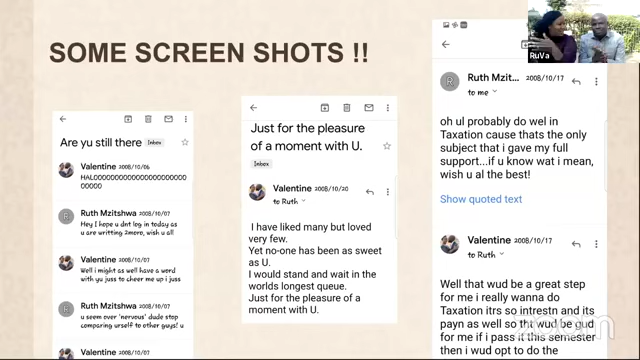 SOME SCREEN SHOTS !!
Are yu still there Inbox
Valentine 2008/10/06
HALOOOOOOOOOOOOOOOOOOOOOOO
OOOOO
Ruth Mzitshwa 2008/10/07
Hey I hope u dnt log in today as
u are writting 2moro, wish u all
Valentine 2008/10/07
Well i might as well have a word
with yu juss to cheer me up i juss
Ruth Mzitshwa 2008/10/07
u seem over 'nervous' dude stop
comparing urself to other guys! u
Valentine 2008/10/07
Just for the pleasure
of a moment with U.
Inbox
Valentine 2008/10/20
to Ruth
I have liked many but loved
very few.
Yet no-one has been as sweet
as U.
I would stand and wait in the
worlds longest queue.
Just for the pleasure of a
moment with U.
R
Ruth Mzit... 2008/10/17
to me
oh ul probably do wel in
Taxation cause thats the only
subject that i gave my full
support...if u know wat i mean,
wish u al the best!
Show quoted text
Valentine 2008/10/17
to Ruth
Well that wud be a great step
for me i really wanna do
Taxation itrs so intrestn and its
payn as well so tht wud be gud
for me if i pass it this semester
then i wud opt to do the
RuVa
zoom